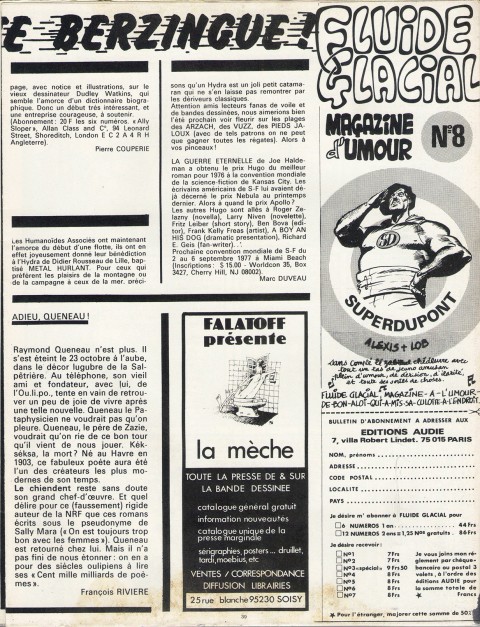 E BERZINGUE!
page, avec notice et illustrations, sur le
vieux dessinateur Dudley Watkins, qui
semble l'amorce d'un dictionnaire biogra-
phique. Donc un début très intéressant, et
une entreprise courageuse, à soutenir.
(Abonnement : 20 F les six numéros. « Ally
Sloper », Allan Class and C°, 94 Leonard
Street, Shoreditch, London E C 2 A 4 R H
Angleterre).
Pierre COUPERIE
Les Humanoïdes Associés ont maintenant
l'amorce du début d'une flotte, ils ont en
effet joyeusement donné leur bénédiction
à l'Hydra de Didier Rousseau de Lille, bap-
tisé METAL HURLANT. Pour ceux qui
préfèrent les plaisirs de la montagne ou
de la campagne à ceux de la mer, préci-
sons qu'un Hydra est un joli petit catama-
ran qui ne s'en laisse pas remontrer par
les dériveurs classiques.
Attention amis lecteurs fanas de voile et
de bandes dessinées, nous aimerions bien
l'été prochain voir fleurir sur les plages
des ARZACH, des VUZZ, des PIEDS JA-
LOUX (avec de tels patrons on ne peut
que gagner toutes les régates). Alors à
vos pinceaux !
LA GUERRE ETERNELLE de Joe Halde-
man a obtenu le prix Hugo du meilleur
roman pour 1976 à la convention mondiale
de la science-fiction de Kansas City. Les
écrivains américains de S-F lui avaient dé-
jà décerné le prix Nebula au printemps
dernier. Alors à quand le prix Apollo ?
Les autres Hugo sont allés à Roger Ze-
lazny (novella), Larry Niven (novelette),
Fritz Leiber (short story), Ben Bova (edi-
tor), Frank Kelly Freas (artist), A BOY AN
HIS DOG (dramatic presentation), Richard
E. Geis (fan-writer)...
Prochaine convention mondiale de S-F du
2 au 6 septembre 1977 à Miami Beach
(Inscriptions : $ 15.00 - Worldcon 35, Box
3427, Cherry Hill, NJ 08002).
Marc DUVEAU
ADIEU, QUENEAU !
Raymond Queneau n'est plus. Il
s'est éteint le 23 octobre à l'aube,
dans le décor lugubre de la Sal-
pêtrière. Au téléphone, son vieil
ami et fondateur, avec lui, de
l'Ou.li.po., tente en vain de retrou-
ver un peu de joie de vivre après
une telle nouvelle. Queneau le Pa-
taphysicien ne voudrait pas qu'on
pleure. Queneau, le père de Zazie,
voudrait qu'on rie de ce bon tour
qu'il vient de nous jouer. Kék-
séksa, la mort ? Né au Havre en
1903, ce fabuleux poète aura été
l'un des créateurs les plus mo-
dernes de son temps.
Le chiendent reste sans doute
son grand chef-d'œuvre. Et quel
délire pour ce (faussement) rigide
auteur de la NRF que ces romans
écrits sous le pseudonyme de
Sally Mara (« On est toujours trop
bon avec les femmes »). Queneau
est retourné chez lui. Mais il n'a
pas fini de nous étonner : on en a
pour des siècles oulipiens à lire
ses « Cent mille milliards de poè-
mes ».
François RIVIERE
FALATOFF
présente
la mèche
TOUTE LA PRESSE DE & SUR
LA BANDE DESSINEE
catalogue général gratuit
information nouveautés
catalogue unique de la
presse marginale
sérigraphies, posters... druillet,
tardi, moebius, etc
VENTES / CORRESPONDANCE
DIFFUSION LIBRAIRIES
25 rue blanche 95230 SOISY
39
FLUIDE
GLACIAL
MAGAZINE
d'UMOUR
N°8
SD
SUPERDUPONT
ALEXIS + LOB
FLUIDE GLACIAL, MAGAZINE-A-L'UMOUR-
DE-BON-ALOI-QUI-A-MIS-SA-CULOTTE-A-L'ENDROIT
BULLETIN D'ABONNEMENT A ADRESSER AUX
EDITIONS AUDIE
7, villa Robert Lindet. 75 015 PARIS
NOM, prénoms
ADRESSE
CODE POSTAL
LOCALITE
PAYS
Je désire m'abonner à FLUIDE GLACIAL pour
6 NUMEROS 1 an 44 Frs
12 NUMEROS 2 ans & 1,25 N°s gratuits . 86 Frs
Je désire recevoir :
N°1 7 Frs
N°2 7 Frs
N°3 «spécial» 9 Frs 50
N°4 8 Frs
N°5 8 Frs
N°6 8 Frs
N°7 8 Frs
Je vous joins mon rè-
glement par chèque-
bancaire ou postal 3
volets, à l'ordre des
éditions AUDIE pour
la somme totale de
Francs
* Pour l'étranger, majorer cette somme de 50%